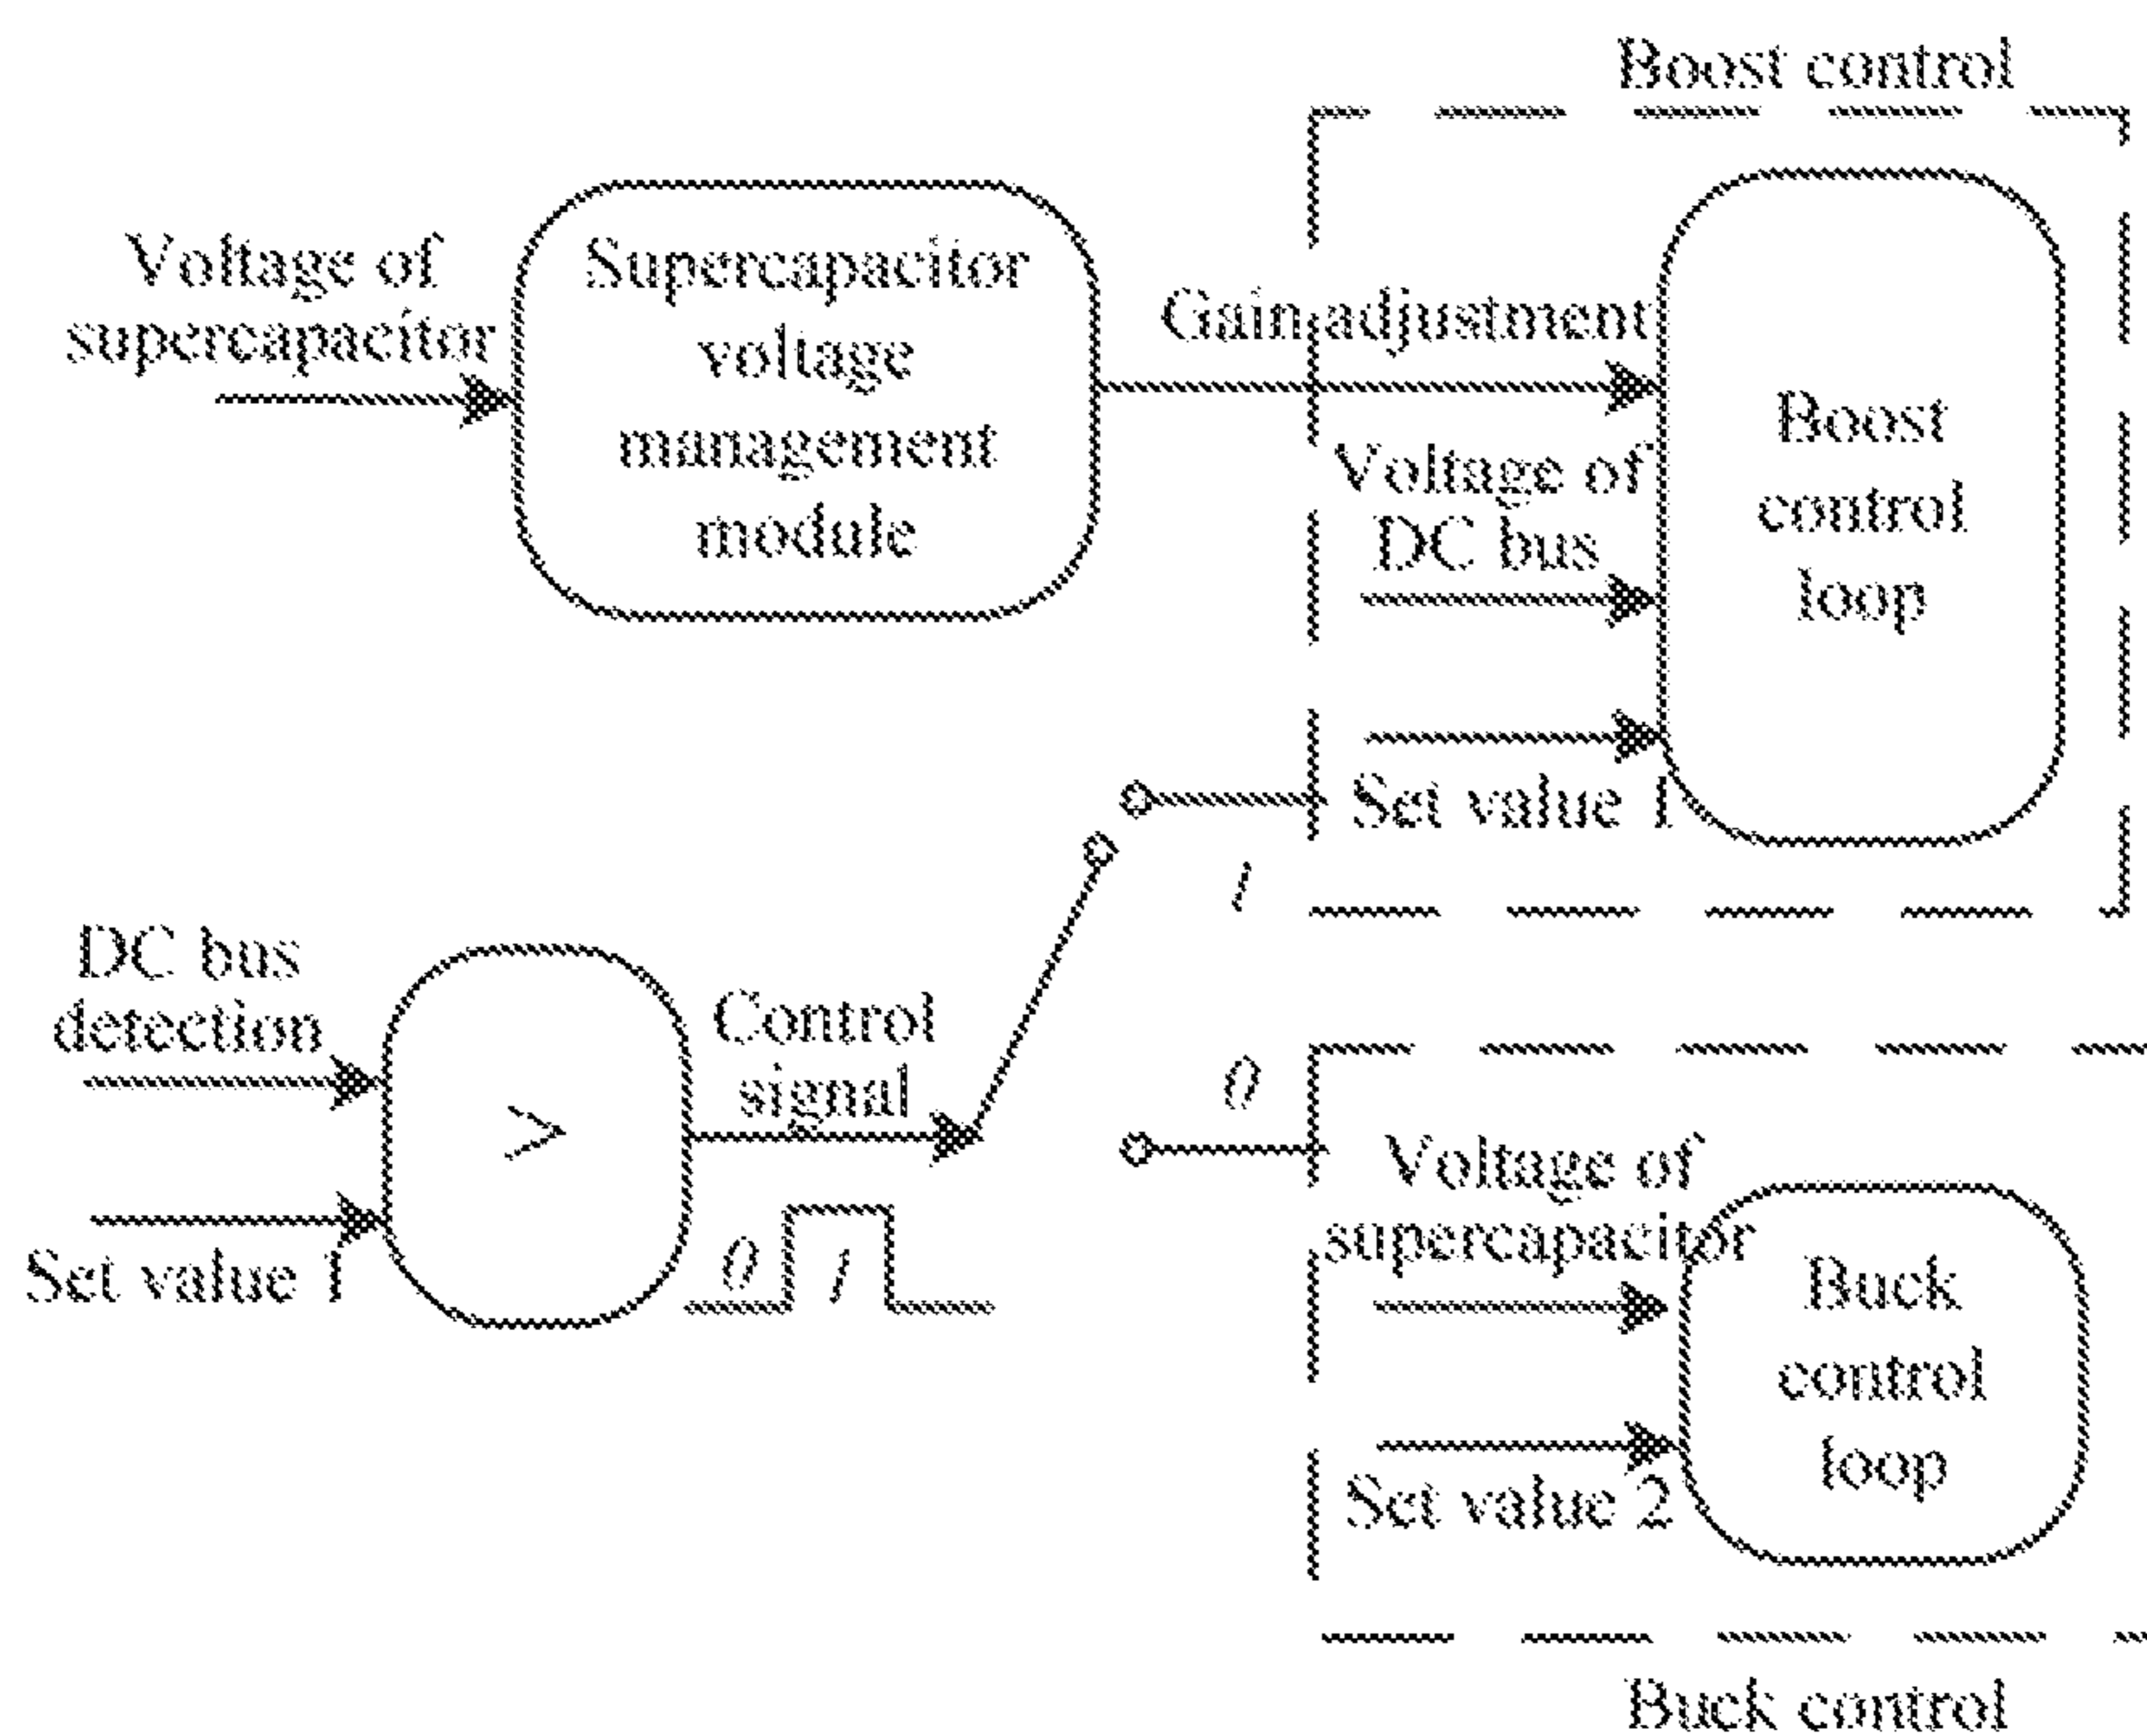 Boost control
Voltage of
supercapacitor
Supercapacitor
voltage
management
module
Gain adjustment
Voltage of
DC bus
Set value 1
Boost
control
loop
1
DC bus
detection
Set value 1
>
Control
signal
0 1
0
Voltage of
supercapacitor
Set value 2
Buck
control
loop
Buck control